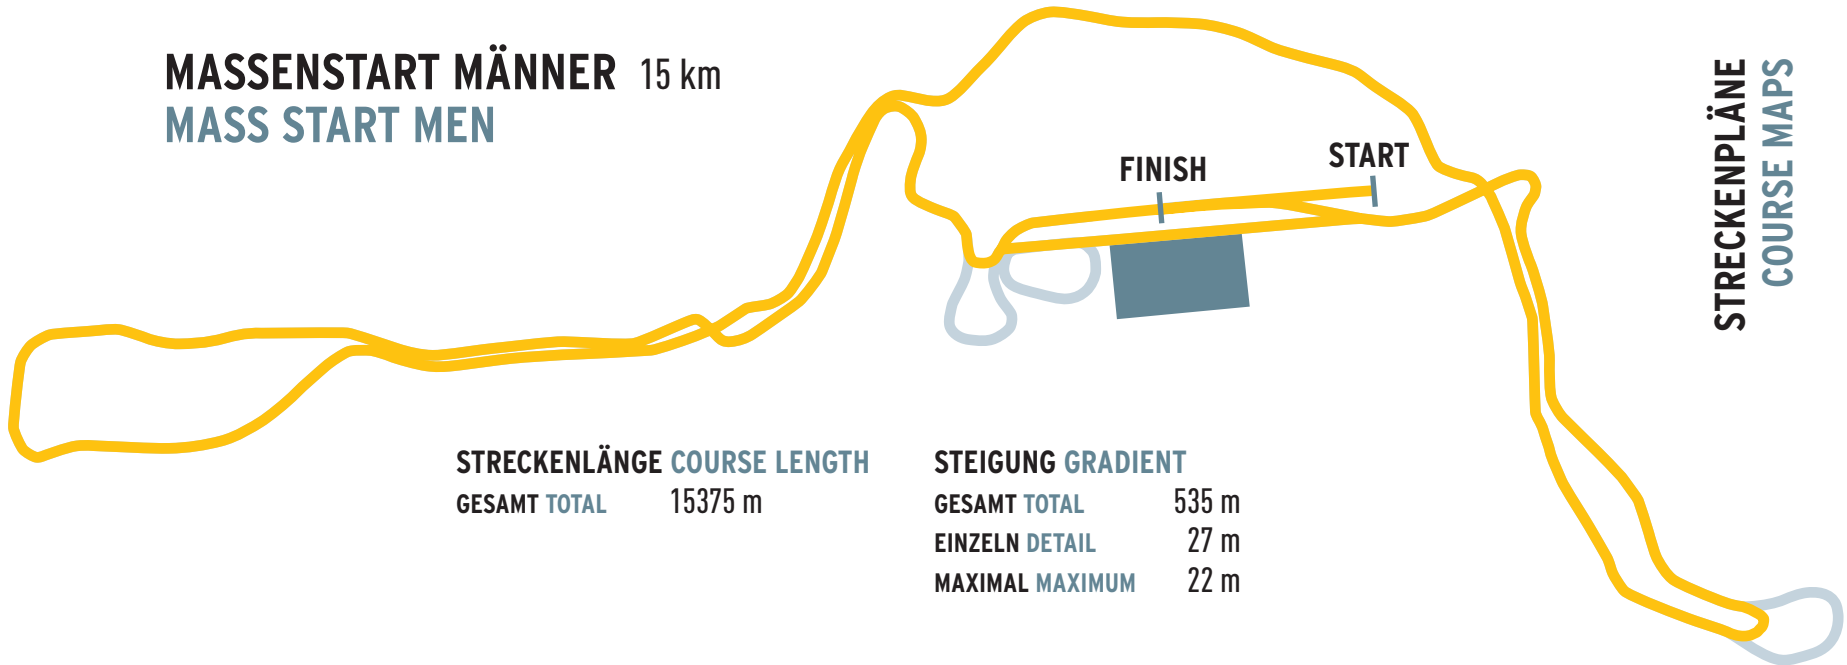 MASSENSTART MÄNNER 15 km
MASS START MEN
FINISH
START
STRECKENLÄNGE COURSE LENGTH
GESAMT TOTAL 15375 m
STEIGUNG GRADIENT
GESAMT TOTAL 535 m
EINZELN DETAIL 27 m
MAXIMAL MAXIMUM 22 m
STRECKENPLÄNE
COURSE MAPS